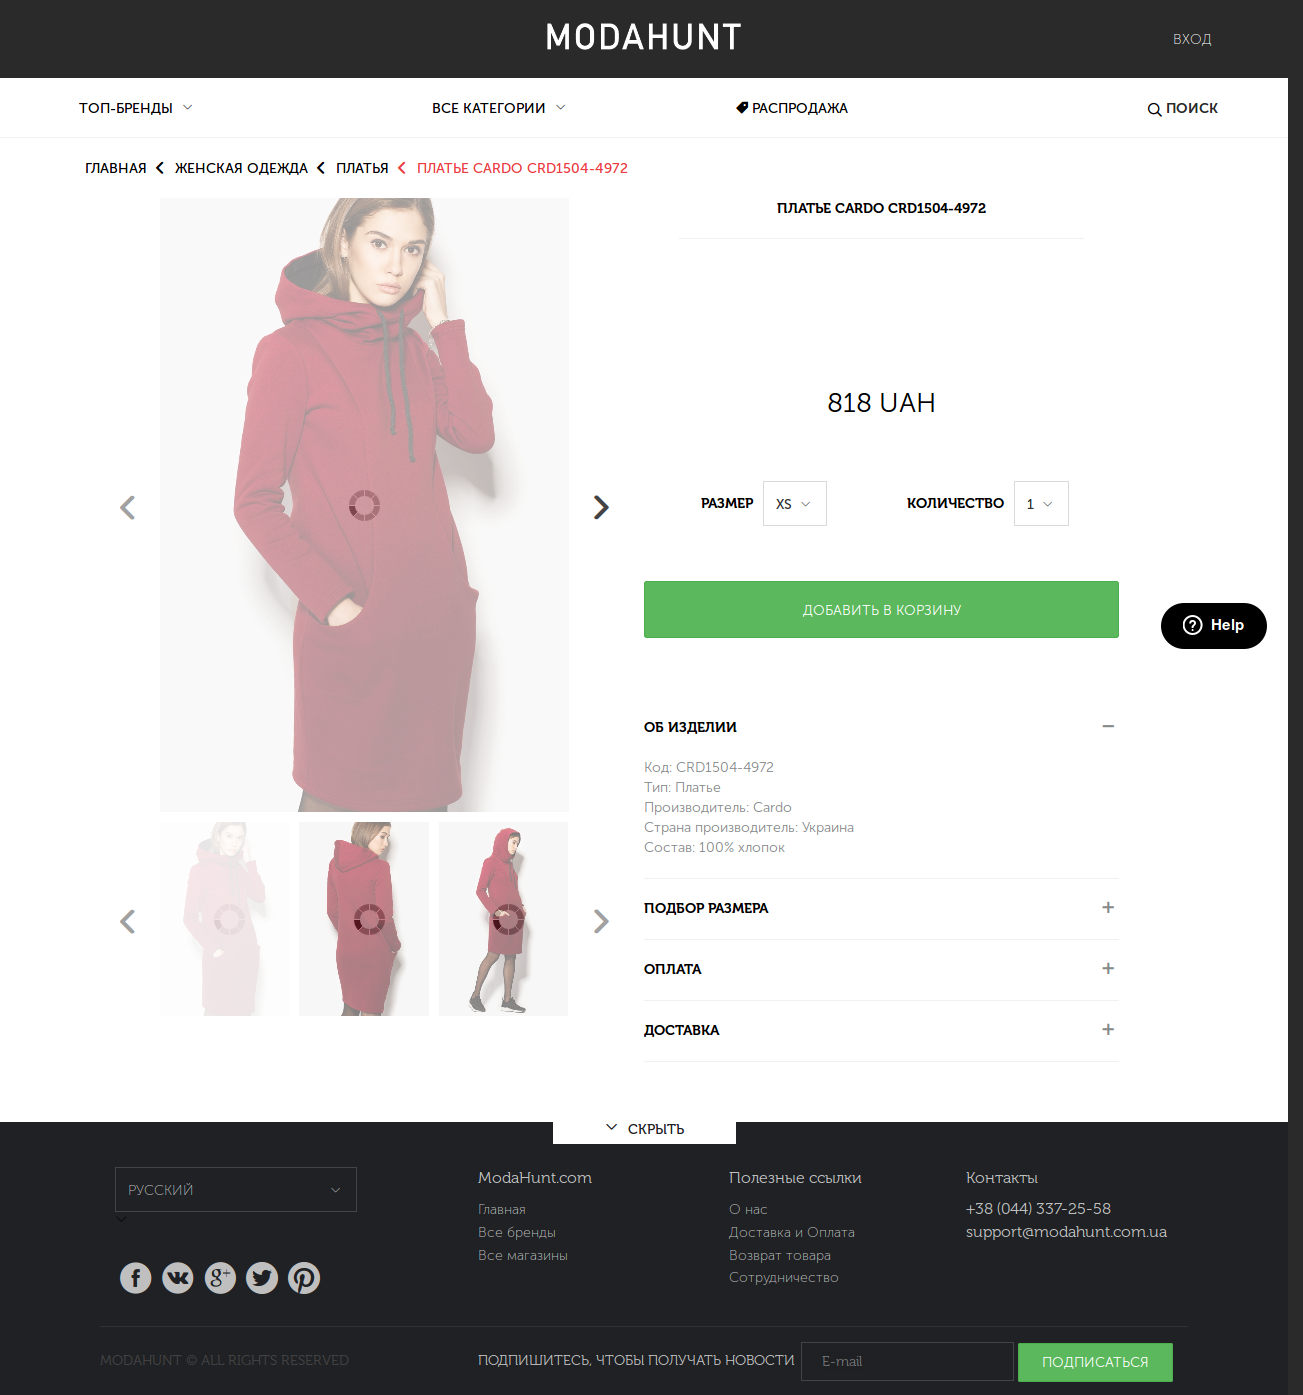 MODAHUNT
ВХОД
ТОП-БРЕНДЫ
ВСЕ КАТЕГОРИИ
РАСПРОДАЖА
ПОИСК
ГЛАВНАЯ
ЖЕНСКАЯ ОДЕЖДА
ПЛАТЬЯ
ПЛАТЬЕ CARDO CRD1504-4972
ПЛАТЬЕ CARDO CRD1504-4972
818 UAH
РАЗМЕР
XS
КОЛИЧЕСТВО
1
ДОБАВИТЬ В КОРЗИНУ
Help
ОБ ИЗДЕЛИИ
Код: CRD1504-4972
Тип: Платье
Производитель: Cardo
Страна производитель: Украина
Состав: 100% хлопок
ПОДБОР РАЗМЕРА
ОПЛАТА
ДОСТАВКА
СКРЫТЬ
РУССКИЙ
ModaHunt.com
Главная
Все бренды
Все магазины
Полезные ссылки
О нас
Доставка и Оплата
Возврат товара
Сотрудничество
Контакты
+38 (044) 337-25-58
support@modahunt.com.ua
MODAHUNT © ALL RIGHTS RESERVED
ПОДПИШИТЕСЬ, ЧТОБЫ ПОЛУЧАТЬ НОВОСТИ
E-mail
ПОДПИСАТЬСЯ